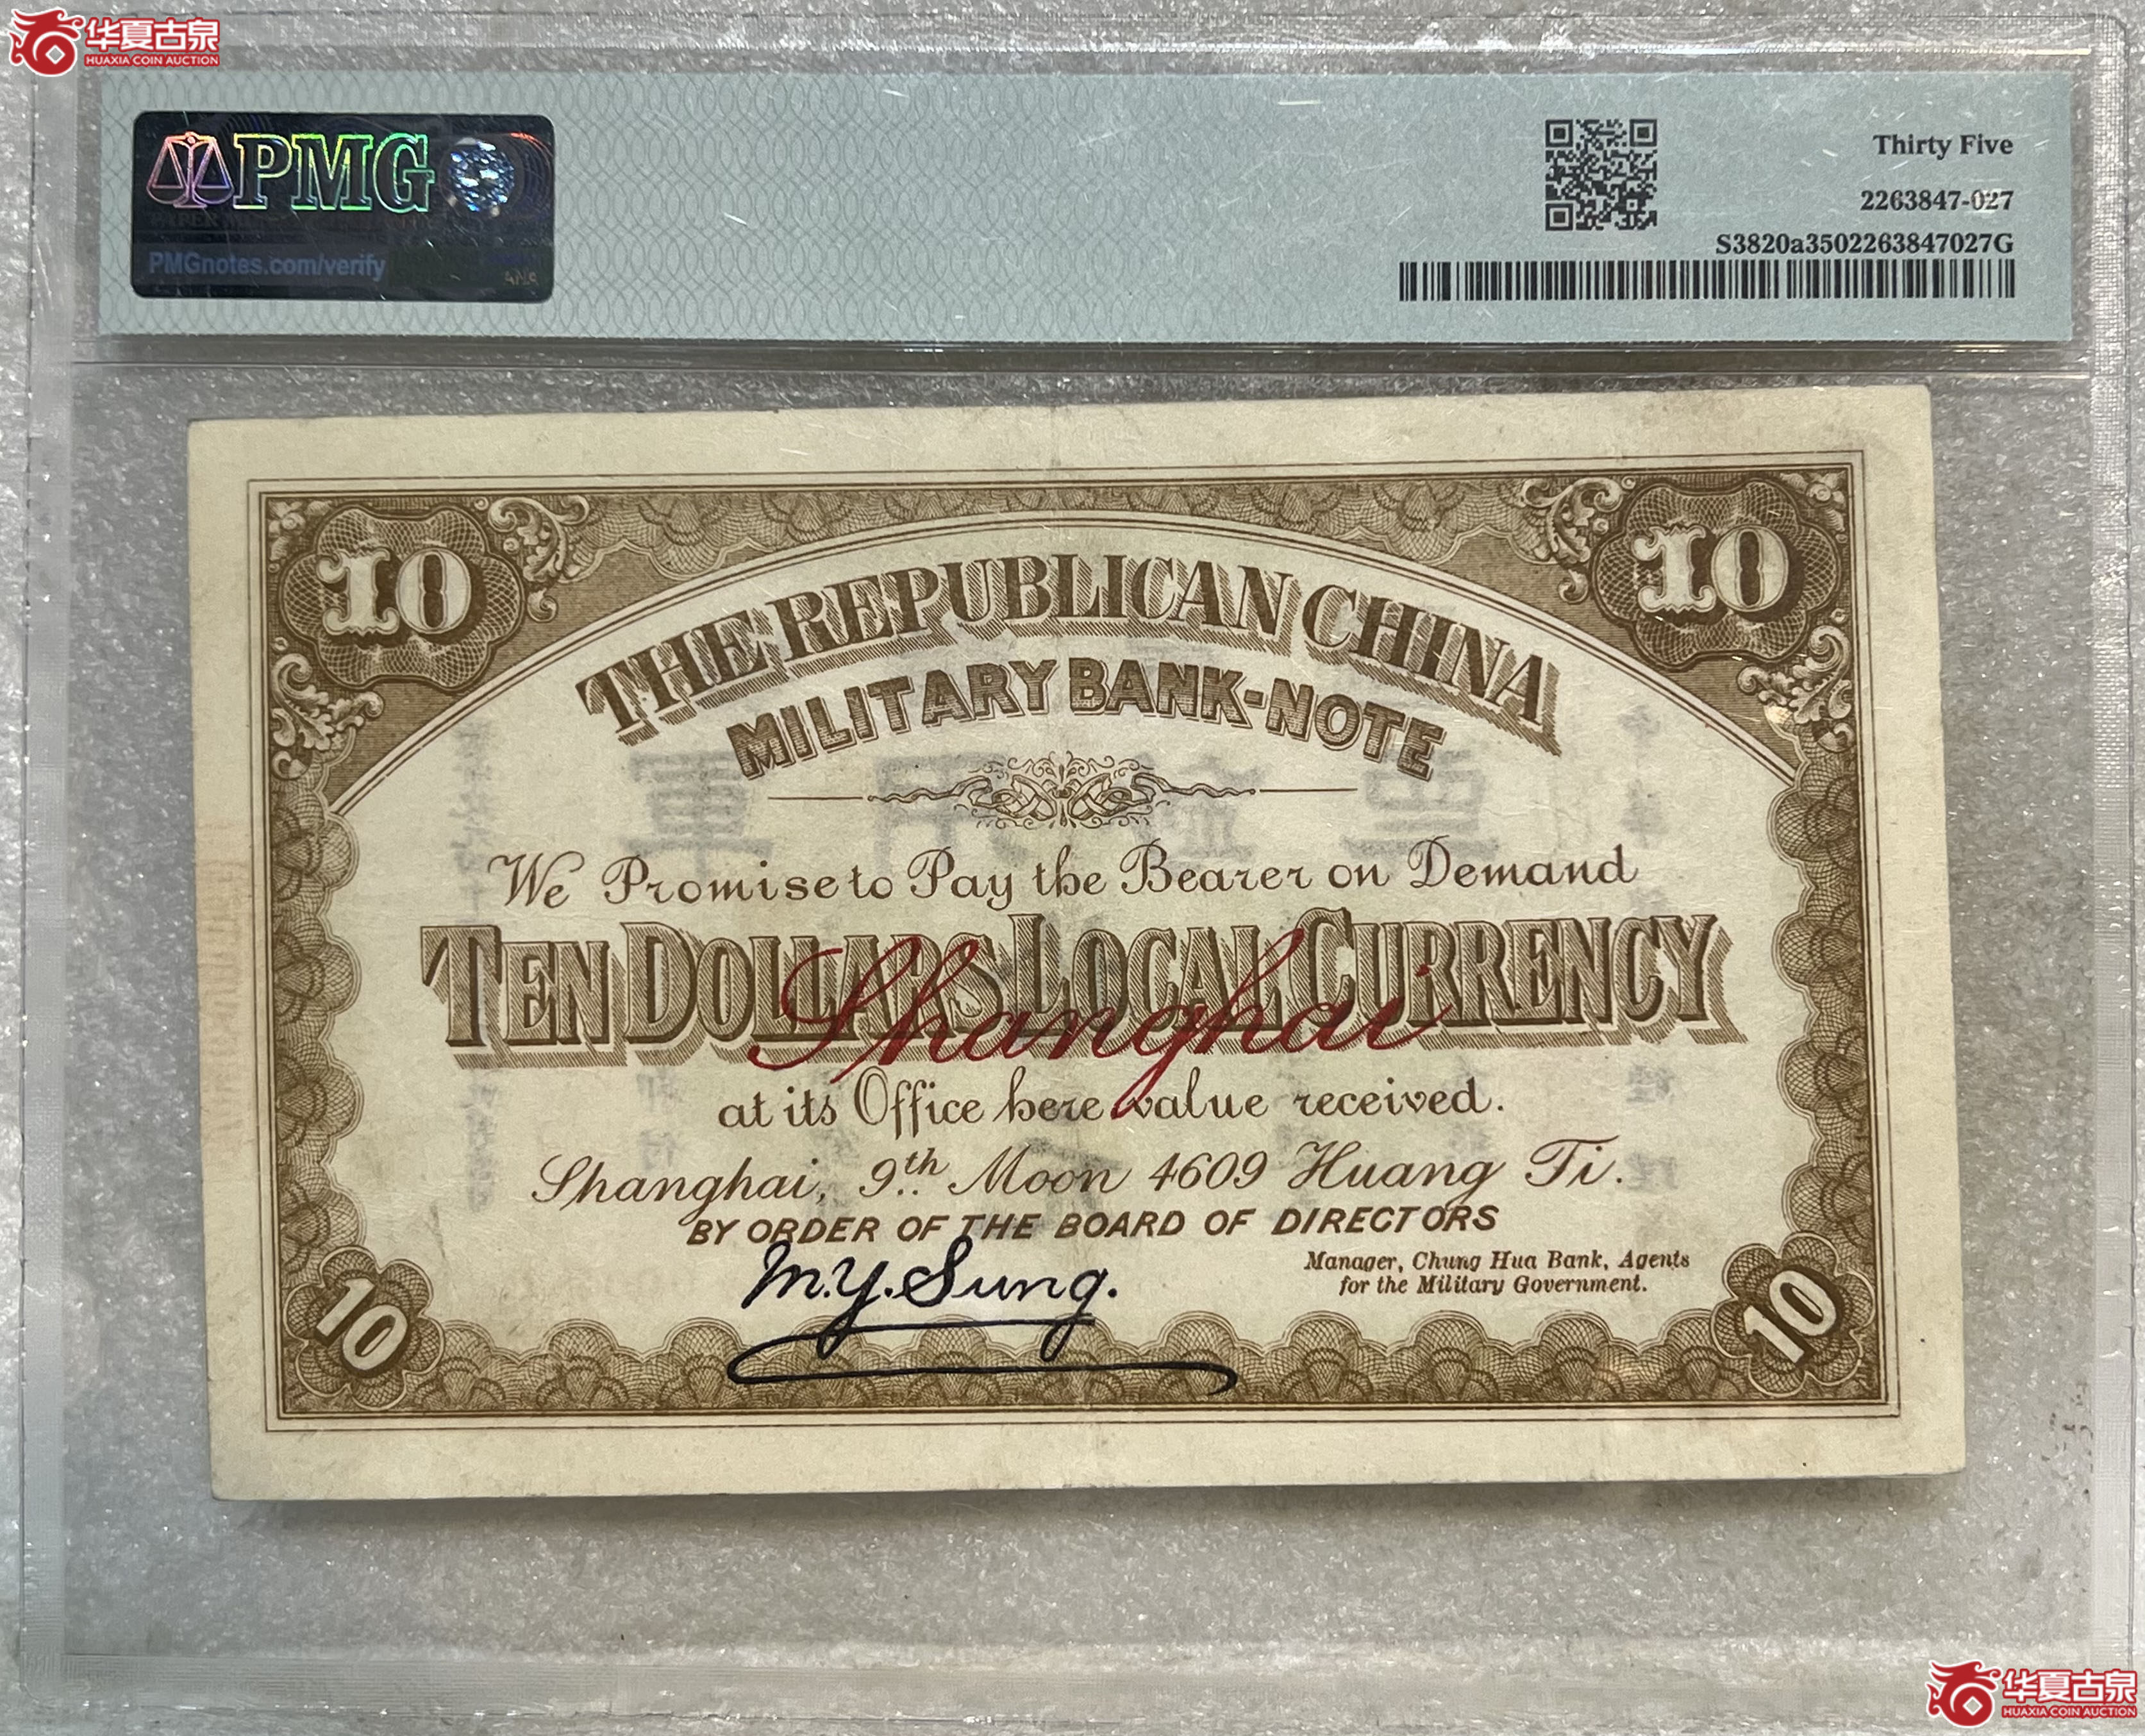 华夏古泉
HUAXIA COIN AUCTION
PMG
PMGnotes.com/verify
Thirty Five
2263847-027
S3820a3502263847027G
10 10
THE REPUBLICAN CHINA
MILITARY BANK-NOTE
We Promise to Pay the Bearer on Demand
TEN DOLLARS LOCAL CURRENCY
Shanghai
at its Office here value received.
Shanghai, 9th Moon 4609 Huang Ti.
BY ORDER OF THE BOARD OF DIRECTORS
M.Y. Sung.
Manager, Chung Hua Bank, Agents
for the Military Government.
10 10
华夏古泉
HUAXIA COIN AUCTION